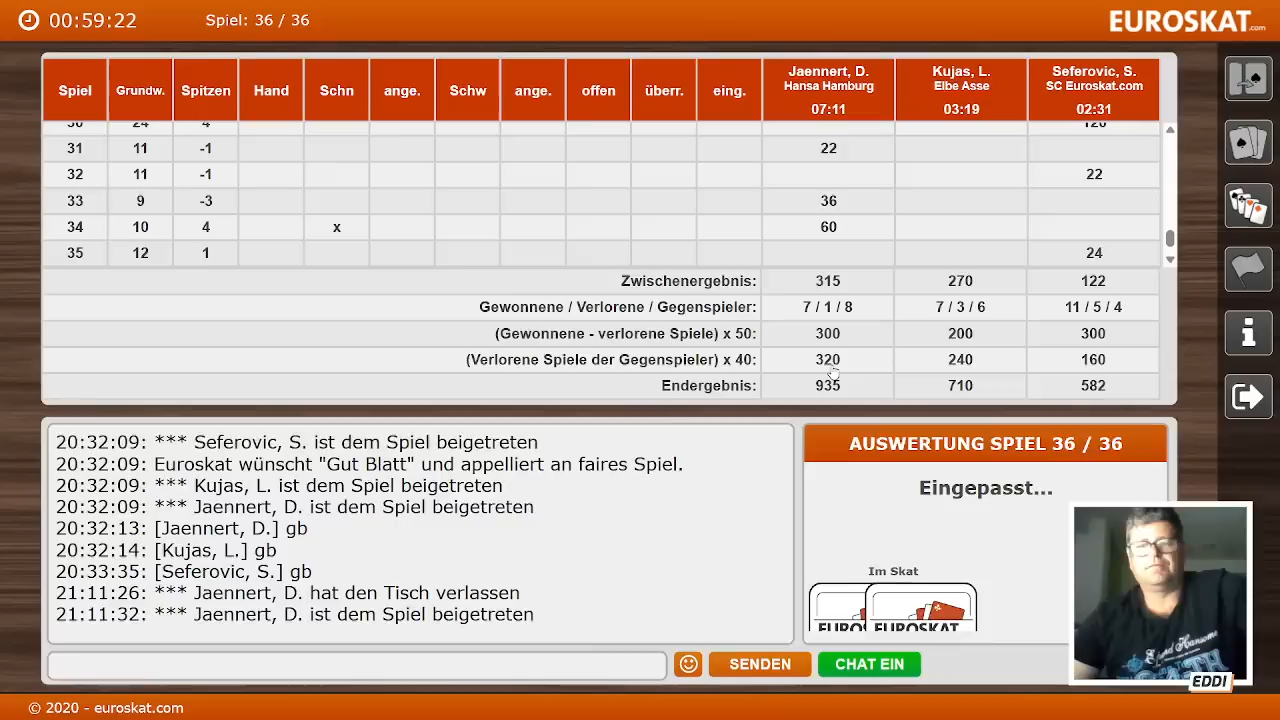 00:59:22 Spiel: 36 / 36 EUROSKAT.com
Spiel Grundw. Spitzen Hand Schn ange. Schw ange. offen überr. eing. Jaennert, D. Hansa Hamburg 07:11 Kujas, L. Elbe Asse 03:19 Seferovic, S. SC Euroskat.com 02:31
30 24 4 120
31 11 -1 22
32 11 -1 22
33 9 -3 36
34 10 4 x 60
35 12 1 24
Zwischenergebnis: 315 270 122
Gewonnene / Verlorene / Gegenspieler: 7 / 1 / 8 7 / 3 / 6 11 / 5 / 4
(Gewonnene - verlorene Spiele) x 50: 300 200 300
(Verlorene Spiele der Gegenspieler) x 40: 320 240 160
Endergebnis: 935 710 582
20:32:09: *** Seferovic, S. ist dem Spiel beigetreten
20:32:09: Euroskat wünscht "Gut Blatt" und appelliert an faires Spiel.
20:32:09: *** Kujas, L. ist dem Spiel beigetreten
20:32:09: *** Jaennert, D. ist dem Spiel beigetreten
20:32:13: [Jaennert, D.] gb
20:32:14: [Kujas, L.] gb
20:33:35: [Seferovic, S.] gb
21:11:26: *** Jaennert, D. hat den Tisch verlassen
21:11:32: *** Jaennert, D. ist dem Spiel beigetreten
AUSWERTUNG SPIEL 36 / 36
Eingepasst...
Im Skat
EUROS EUROSKAT
SENDEN CHAT EIN
EDDI
© 2020 - euroskat.com